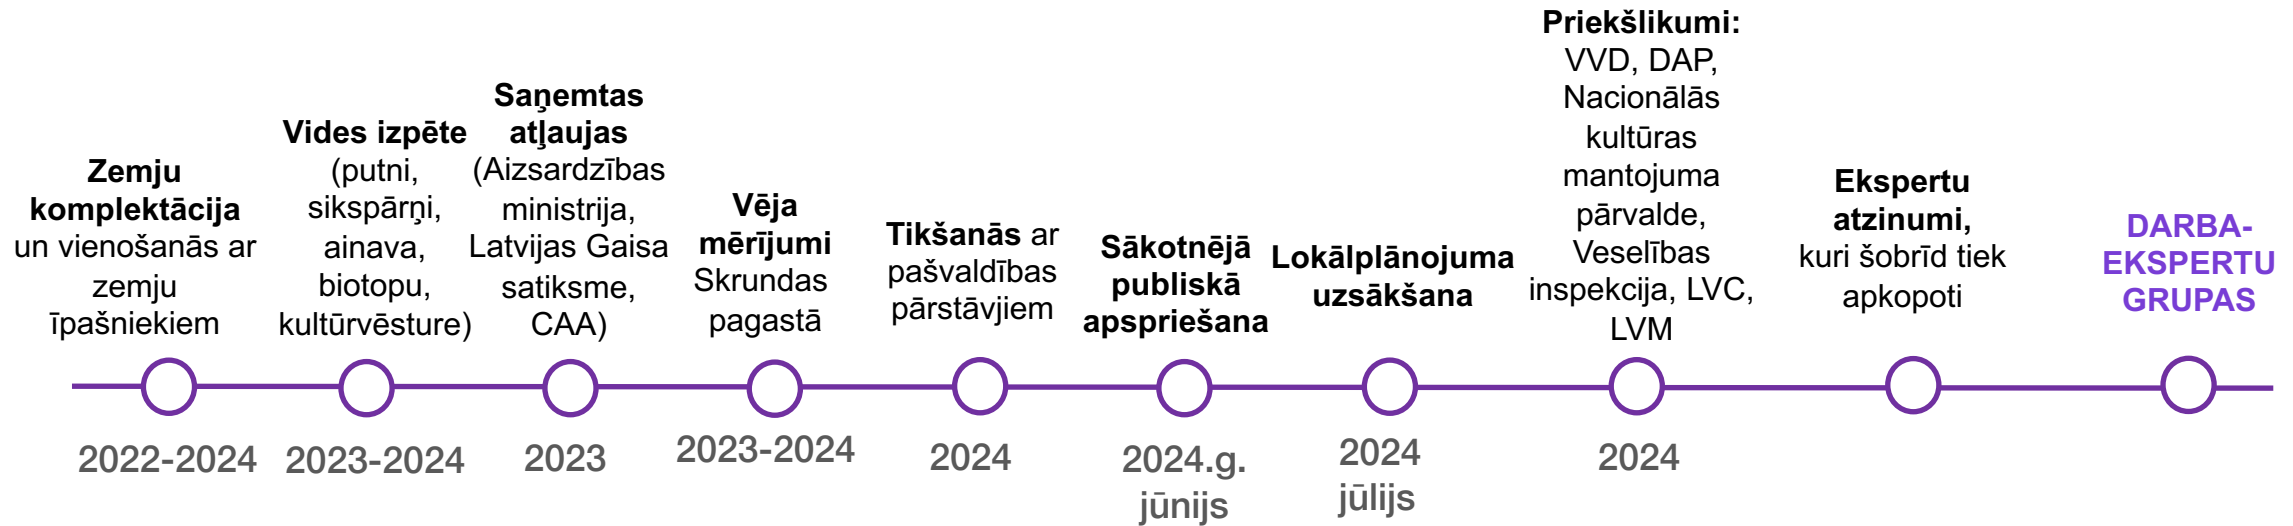 Zemju
komplektācija
un vienošanās ar
zemju
īpašniekiem
2022-2024
Vides izpēte
(putni,
sikspārņi,
ainava,
biotopu,
kultūrvēsture)
2023-2024
Saņemtas
atļaujas
(Aizsardzības
ministrija,
Latvijas Gaisa
satiksme,
CAA)
2023
Vēja
mērījumi
Skrundas
pagastā
2023-2024
Tikšanās ar
pašvaldības
pārstāvjiem
2024
Sākotnējā
publiskā
apspriešana
2024.g.
jūnijs
Lokālplānojuma
uzsākšana
2024
jūlijs
Priekšlikumi:
VVD, DAP,
Nacionālās
kultūras
mantojuma
pārvalde,
Veselības
inspekcija, LVC,
LVM
2024
Ekspertu
atzinumi,
kuri šobrīd tiek
apkopoti
DARBA-
EKSPERTU
GRUPAS